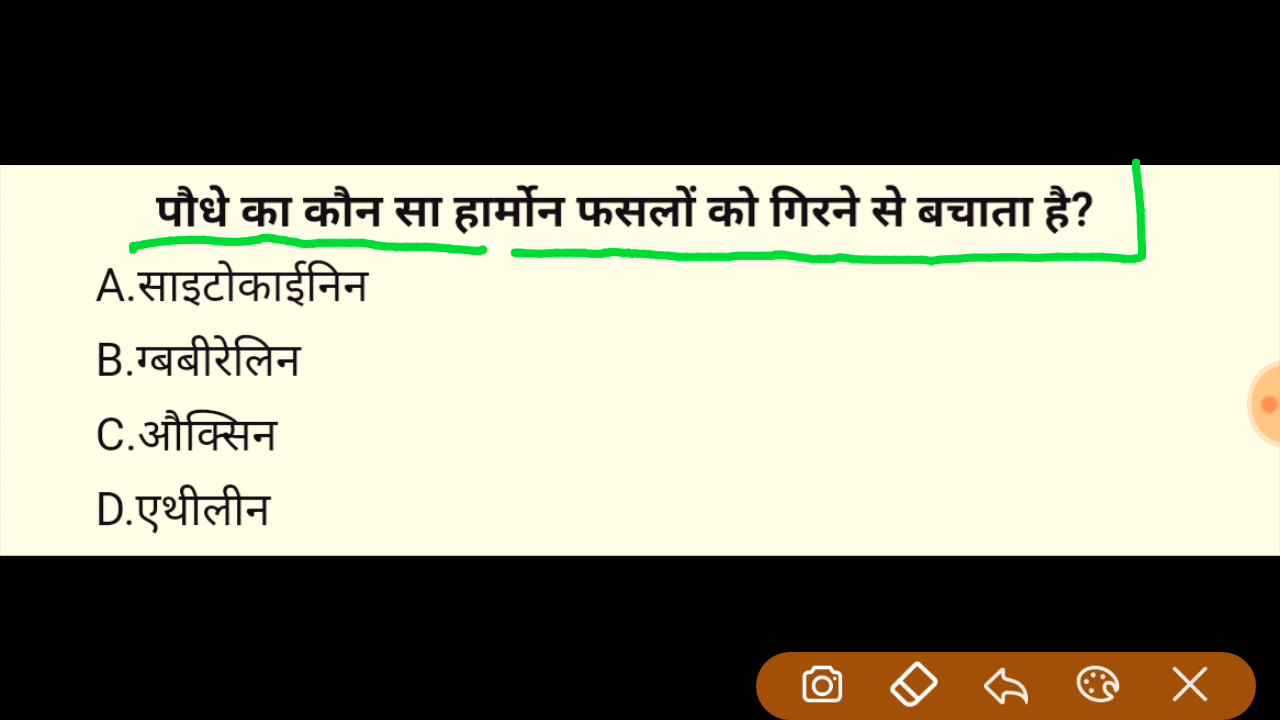 पौधे का कौन सा हार्मोन फसलों को गिरने से बचाता है?
A.साइटोकाईनिन
B.ग्बबीरेलिन
C.औक्सिन
D.एथीलीन